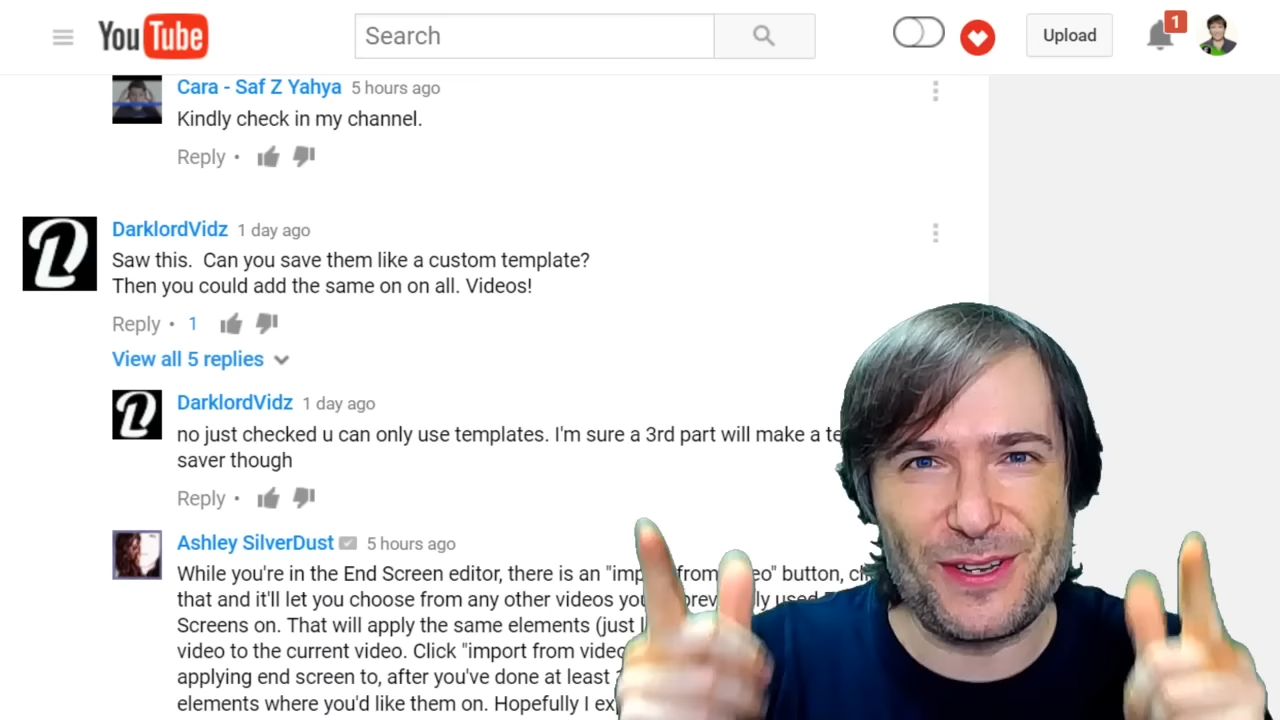 YouTube
Search
Upload
1
Cara - Saf Z Yahya 5 hours ago
Kindly check in my channel.
Reply •
DarklordVidz 1 day ago
Saw this. Can you save them like a custom template?
Then you could add the same on on all. Videos!
Reply • 1
View all 5 replies
DarklordVidz 1 day ago
no just checked u can only use templates. I'm sure a 3rd part will make a
saver though
Reply •
Ashley SilverDust 5 hours ago
While you're in the End Screen editor, there is an "import from video" button,
that and it'll let you choose from any other videos used
Screens on. That will apply the same elements (just
video to the current video. Click "import from video
applying end screen to, after you've done at least
elements where you'd like them on. Hopefully I